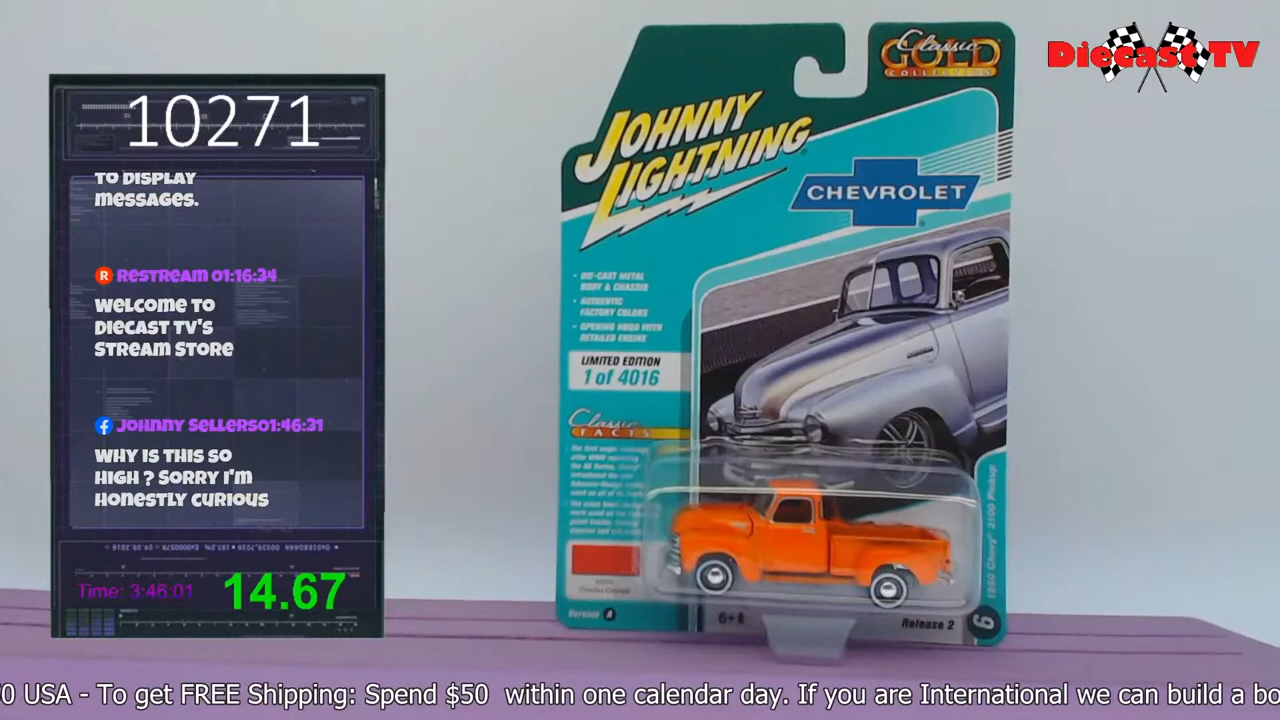 10271
TO DISPLAY
MESSAGES.
RESTREAM 01:16:34
WELCOME TO
DIECAST TV'S
STREAM STORE
JOHNNY SELLERS01:46:31
WHY IS THIS SO
HIGH ? SORRY I'M
HONESTLY CURIOUS
Time: 3:46:01
14.67
Classic
GOLD
COLLECTION
JOHNNY
LIGHTNING
CHEVROLET
• DIE-CAST METAL
BODY & CHASSIS
• AUTHENTIC
FACTORY COLORS
• OPENING HOOD WITH
DETAILED ENGINE
LIMITED EDITION
1 of 4016
Classic
FACTS
Version A
6+
Release 2
6
1950 Chevy 3100 Pickup
Diecast TV
0 USA - To get FREE Shipping: Spend $50 within one calendar day. If you are International we can build a bo